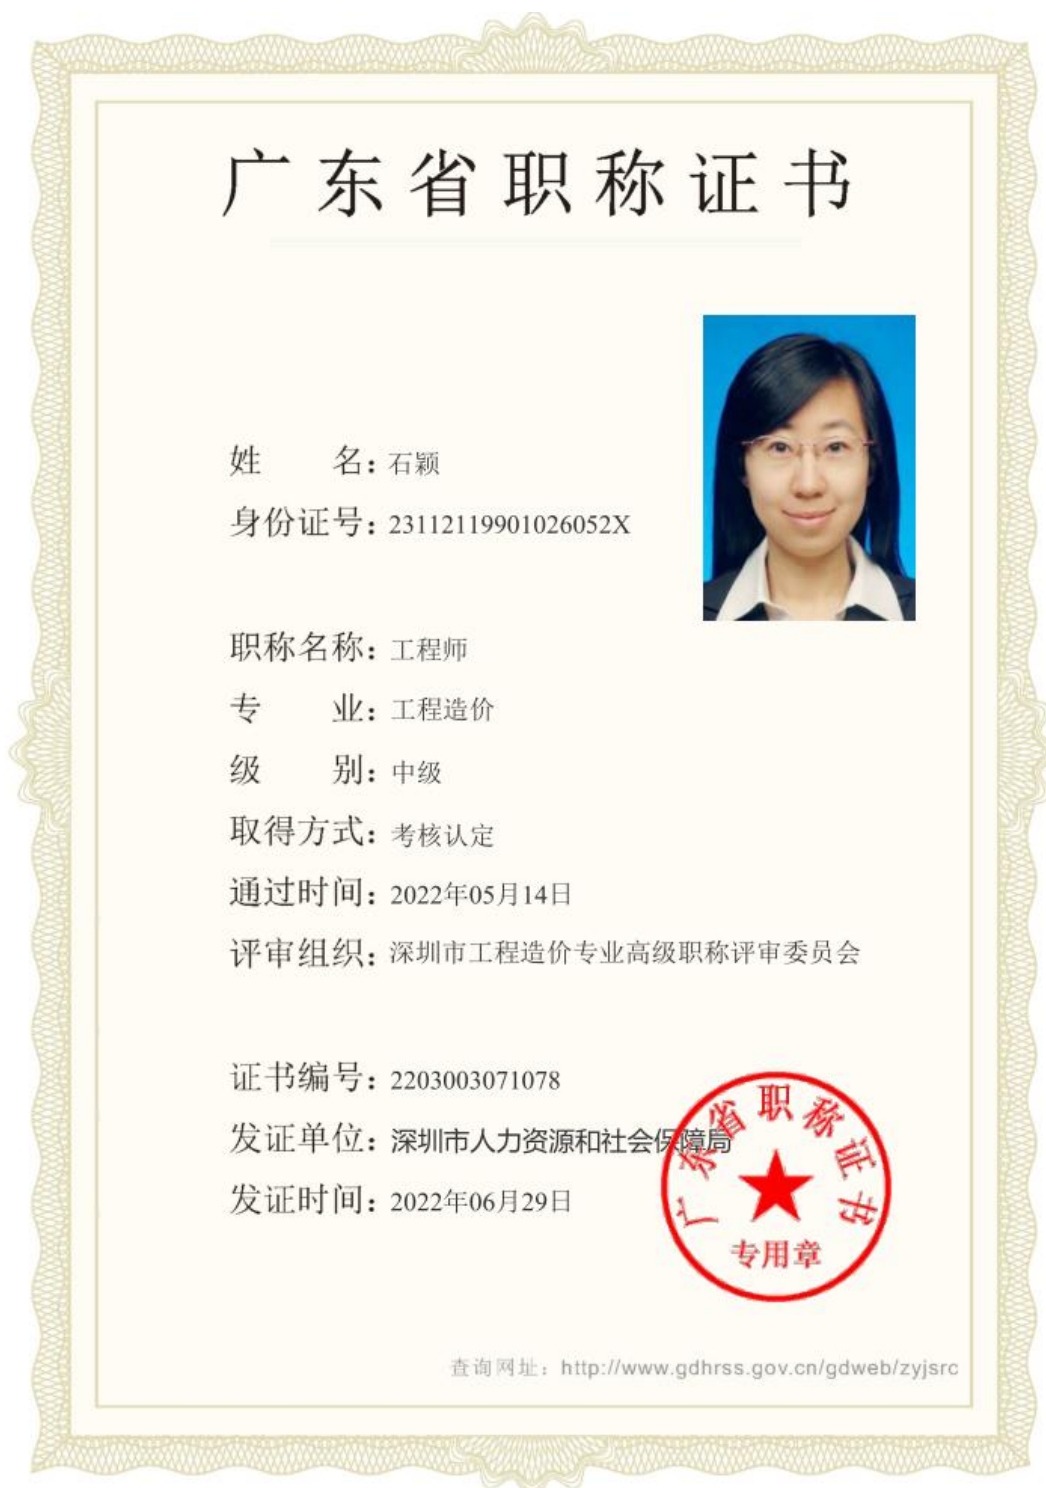 广东省职称证书
姓 名：石颖
身份证号：23112119901026052X
职称名称：工程师
专 业：工程造价
级 别：中级
取得方式：考核认定
通过时间：2022年05月14日
评审组织：深圳市工程造价专业高级职称评审委员会
证书编号：2203003071078
发证单位：深圳市人力资源和社会保障局
发证时间：2022年06月29日
广东省职称证书
专用章
查询网址：http://www.gdhrss.gov.cn/gdweb/zyjsrc